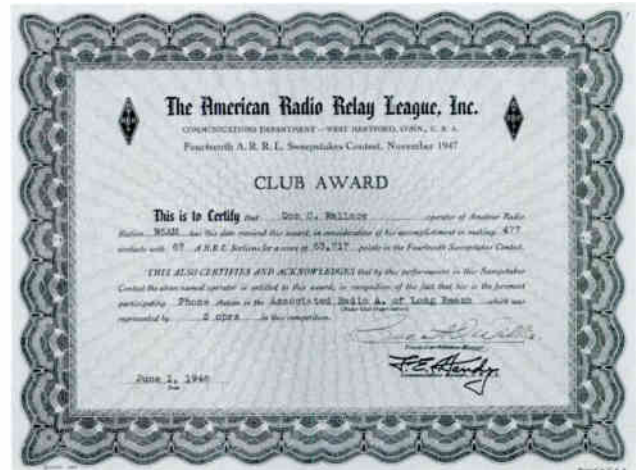 The American Radio Relay League, Inc.
COMMUNICATIONS DEPARTMENT — WEST HARTFORD, CONN., U. S. A.
Fourteenth A. R. R. L. Sweepstakes Contest, November 1947
CLUB AWARD
This is to Certify that Don C. Wallace operator of Amateur Radio
Station W6AM has this date received this award, in consideration of his accomplishment in making 477
contacts with 67 A.R.R.L. Sections for a score of points in the Fourteenth Sweepstakes Contest.
THIS ALSO CERTIFIES AND ACKNOWLEDGES that by this performance in this Sweepstakes
Contest the above named operator is entitled to this award, in recognition of the fact that his is the foremost
participating Phone station in the Associated Radio A. of Long Beach which was
represented by 2 oprs in this competition.
F. E. Handy
June 1, 1948
Date